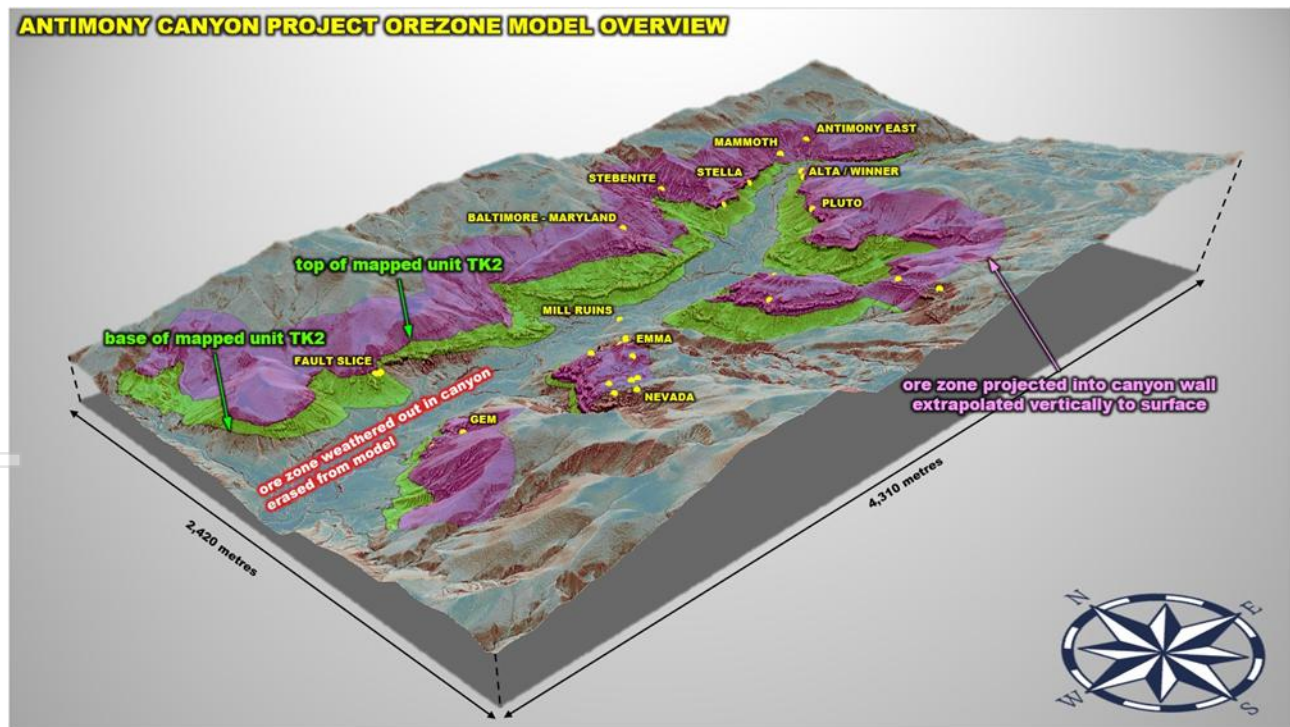 ANTIMONY CANYON PROJECT OREZONE MODEL OVERVIEW
ANTIMONY EAST
MAMMOTH
STELLA
ALTA / WINNER
STEBENITE
PLUTO
BALTIMORE - MARYLAND
top of mapped unit TK2
MILL RUINS
base of mapped unit TK2
EMMA
FAULT SLICE
NEVADA
ore zone projected into canyon wall
extrapolated vertically to surface
GEM
ore zone weathered out in canyon
erased from model
2,420 metres
4,310 metres
N
E
W
S